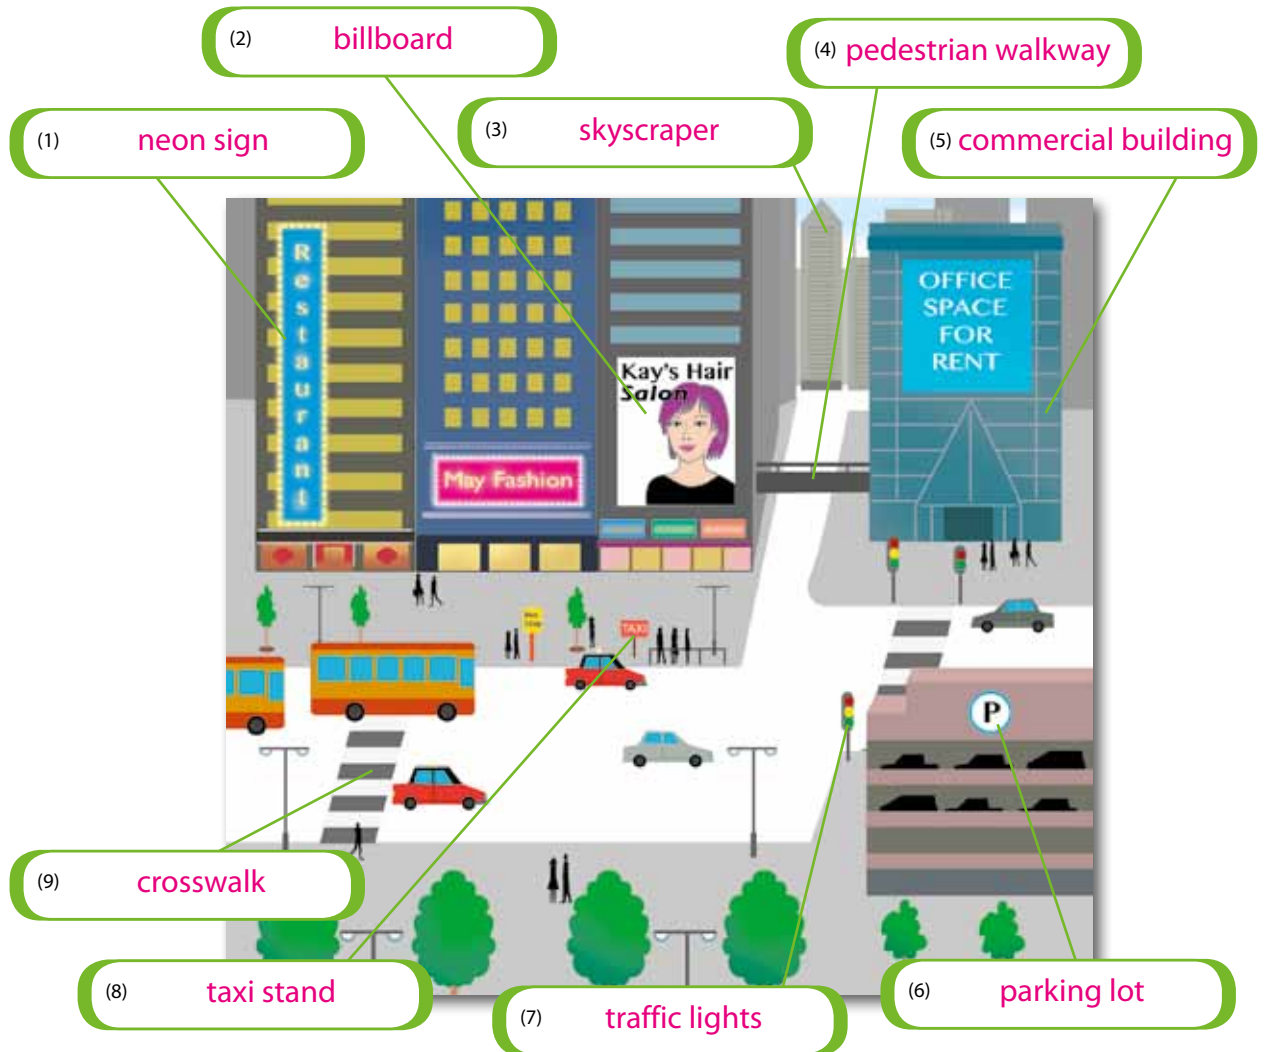 (2) billboard
(4) pedestrian walkway
(1) neon sign
(3) skyscraper
(5) commercial building
Restaurant
OFFICE
SPACE
FOR
RENT
Kay's Hair
Salon
May Fashion
TAXI
P
(9) crosswalk
(8) taxi stand
(7) traffic lights
(6) parking lot